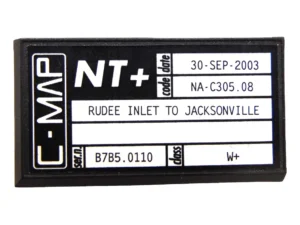 C-MAP
NT+
date 30-SEP-2003
code NA-C305.08
RUDEE INLET TO JACKSONVILLE
ser.n. B7B5.0110 class W+